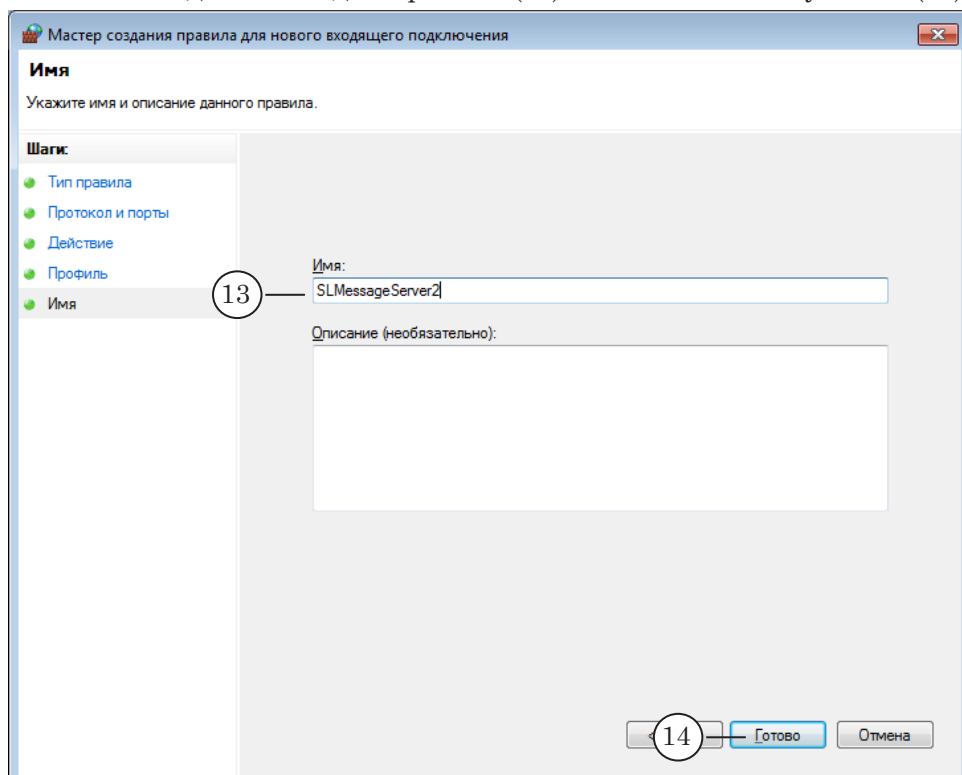 Мастер создания правила для нового входящего подключения
Имя
Укажите имя и описание данного правила.
Шаги:
Тип правила
Протокол и порты
Действие
Профиль
Имя
Имя:
13
SLMessageServer2
Описание (необязательно):
<
14
Готово
Отмена